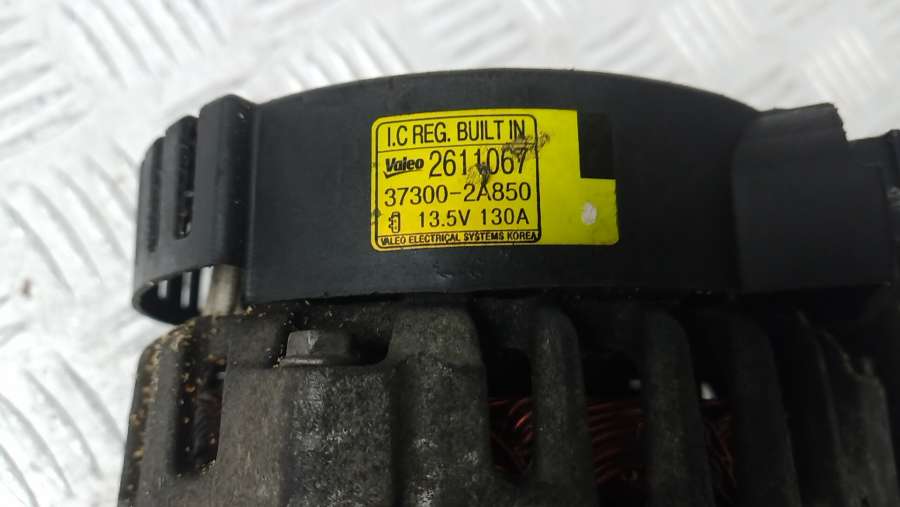 I.C REG. BUILT IN
Valeo 2611067
37300-2A850
13.5V 130A
VALEO ELECTRICAL SYSTEMS KOREA